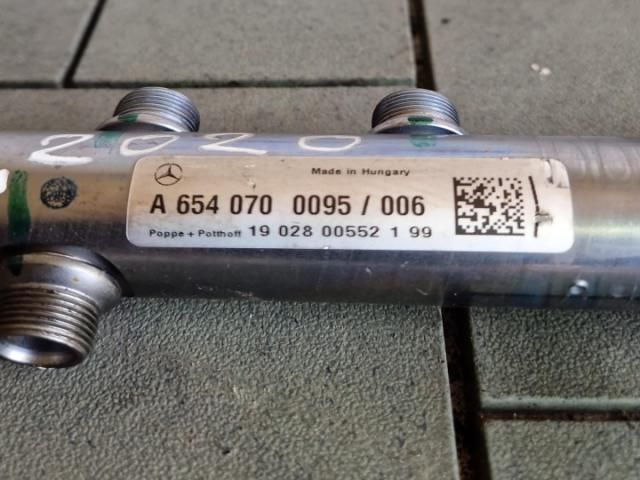 2020
Made in Hungary
A 654 070 0095 / 006
Poppe + Potthoff 19 028 00552 1 99